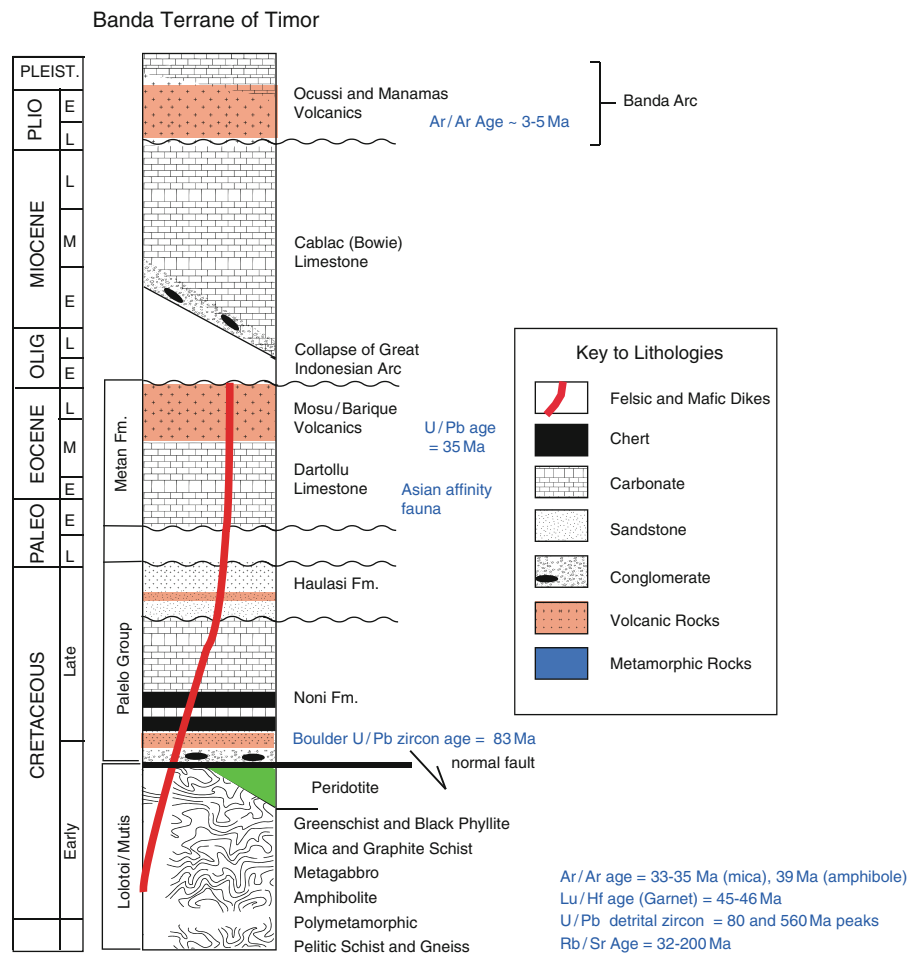 Banda Terrane of Timor
PLEIST.
PLIO
E
L
MIOCENE
L
M
E
OLIG
L
E
EOCENE
L
M
E
PALEO
E
L
CRETACEOUS
Late
Early
Metan Fm.
Palelo Group
Lolotoi/Mutis
Ocussi and Manamas
Volcanics
Ar/Ar Age ~ 3-5 Ma
Banda Arc
Cablac (Bowie)
Limestone
Collapse of Great
Indonesian Arc
Mosu/Barique
Volcanics
U/Pb age
= 35 Ma
Dartollu
Limestone
Asian affinity
fauna
Haulasi Fm.
Noni Fm.
Boulder U/Pb zircon age = 83 Ma
normal fault
Peridotite
Greenschist and Black Phyllite
Mica and Graphite Schist
Metagabbro
Amphibolite
Polymetamorphic
Pelitic Schist and Gneiss
Ar/Ar age = 33-35 Ma (mica), 39 Ma (amphibole)
Lu/Hf age (Garnet) = 45-46 Ma
U/Pb detrital zircon = 80 and 560 Ma peaks
Rb/Sr Age = 32-200 Ma
Key to Lithologies
Felsic and Mafic Dikes
Chert
Carbonate
Sandstone
Conglomerate
Volcanic Rocks
Metamorphic Rocks